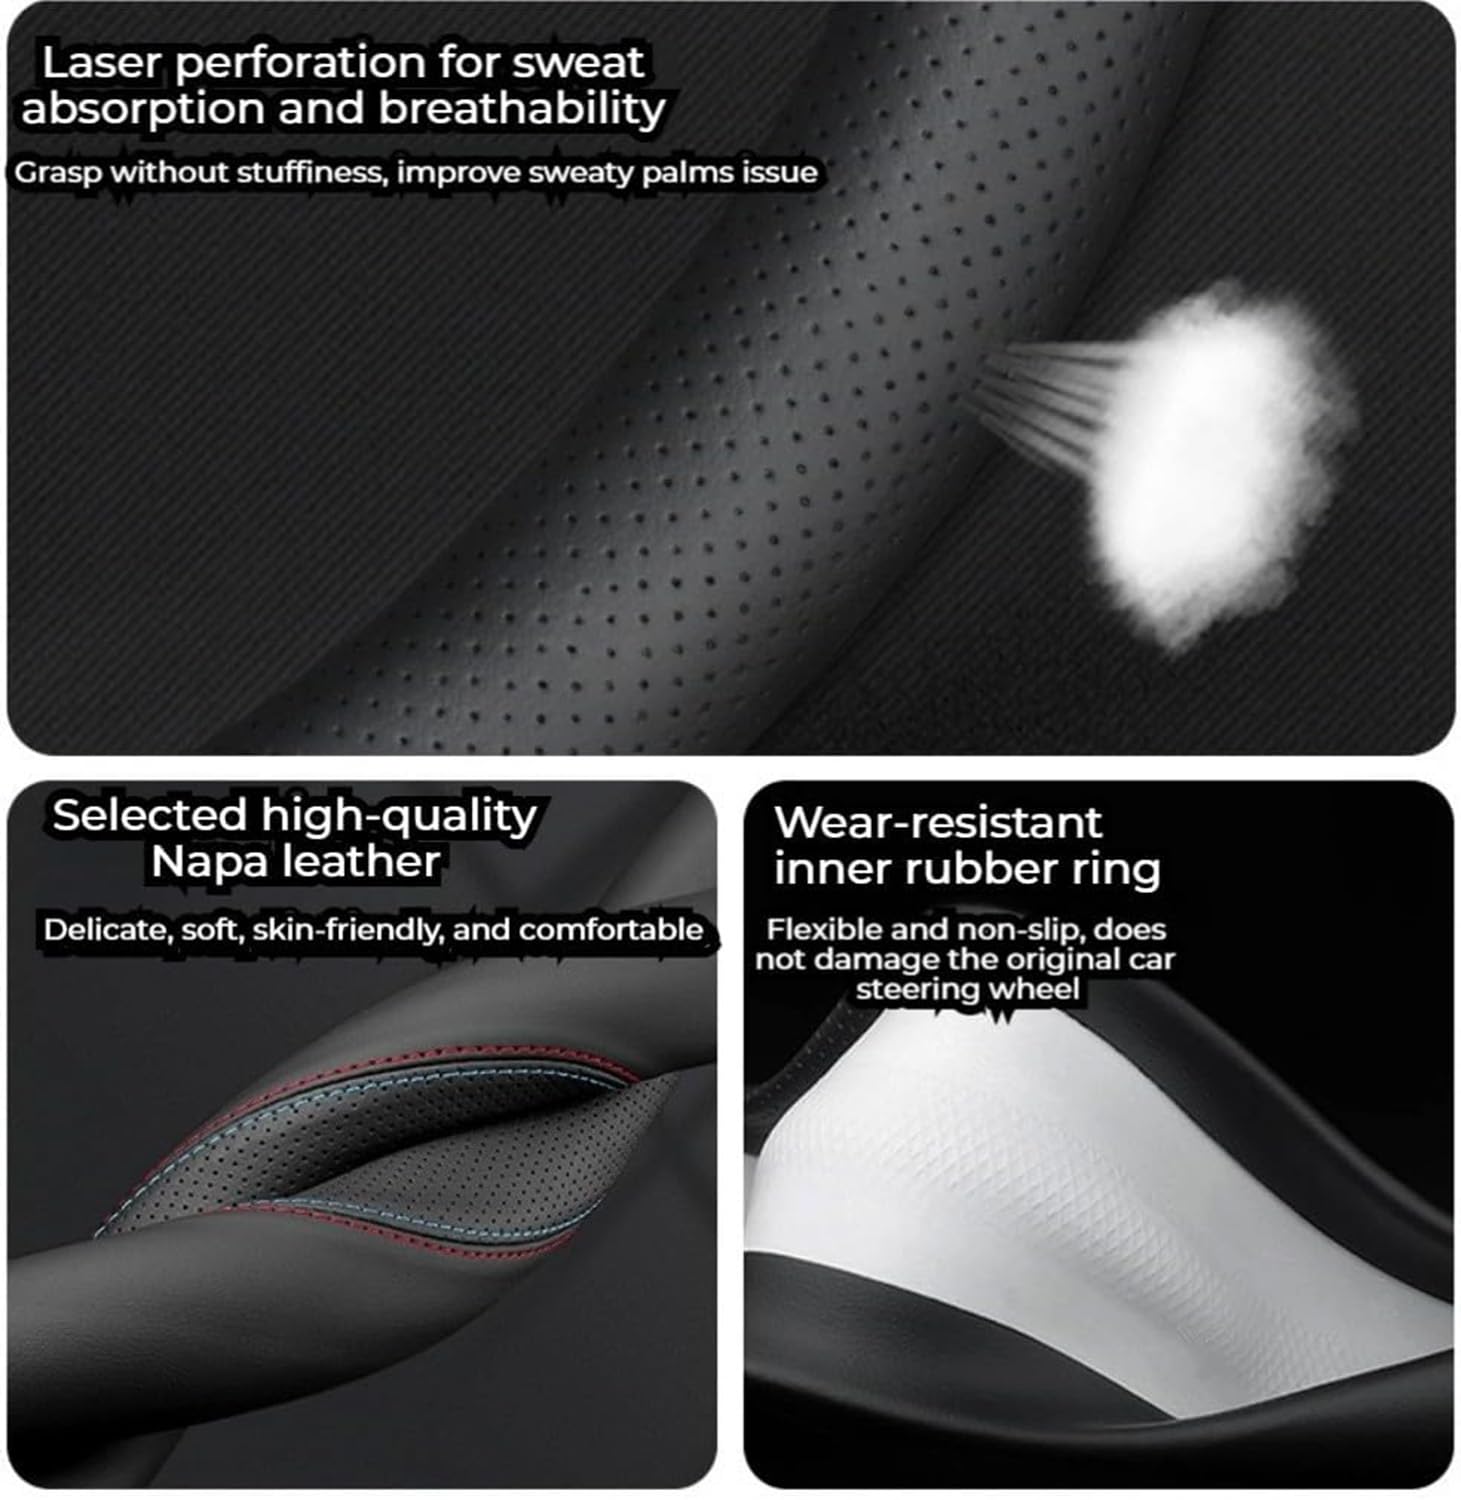 Laser perforation for sweat
absorption and breathability
Grasp without stuffiness, improve sweaty palms issue
Selected high-quality
Napa leather
Delicate, soft, skin-friendly, and comfortable
Wear-resistant
inner rubber ring
Flexible and non-slip, does
not damage the original car
steering wheel